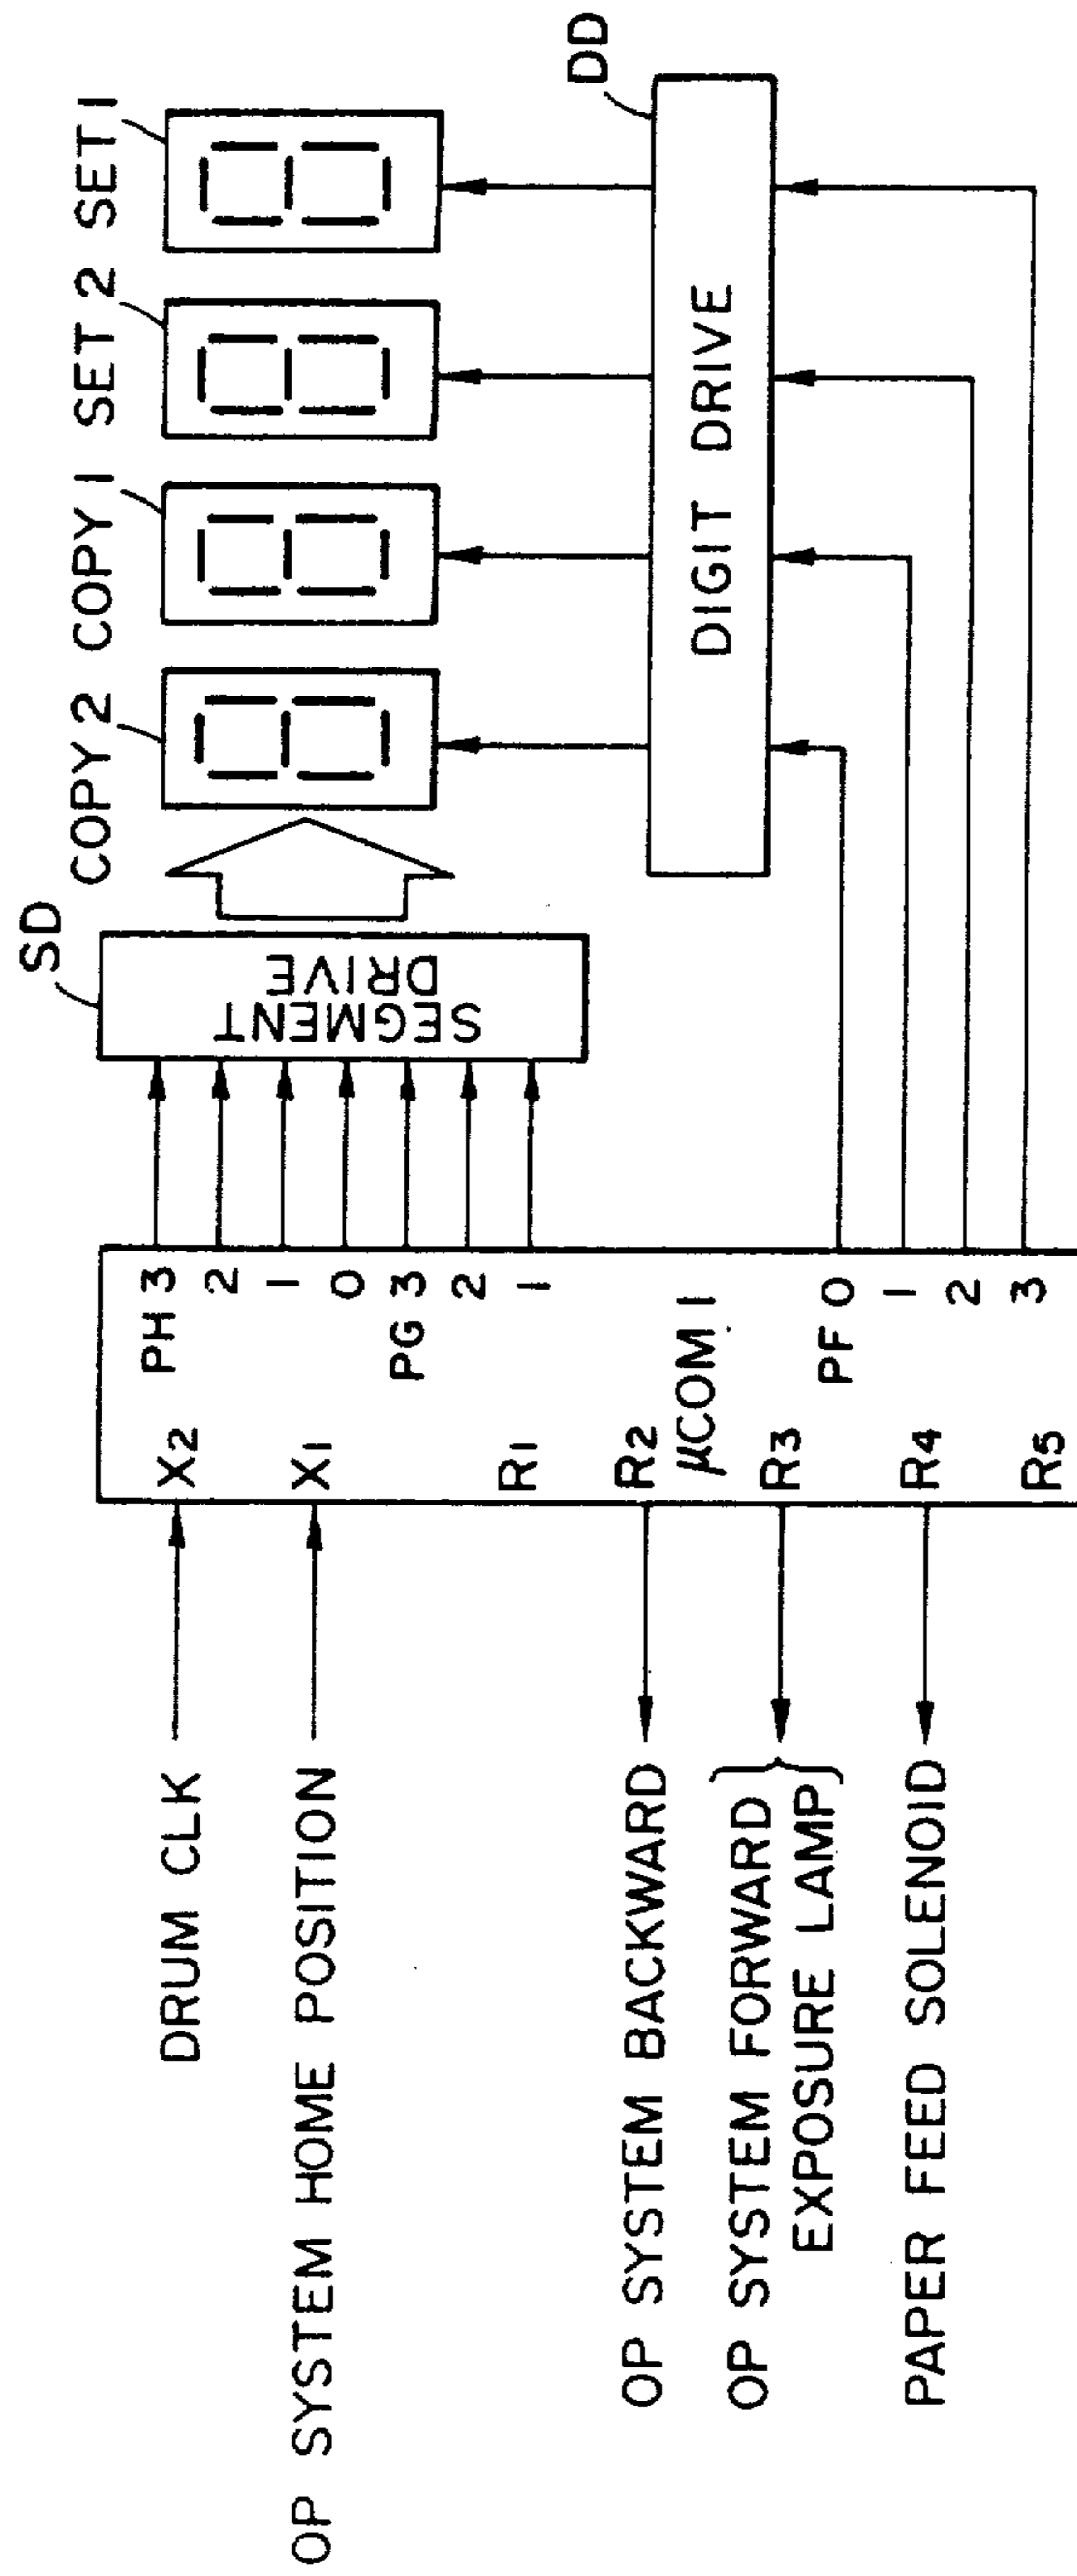 DRUM CLK
OP SYSTEM HOME POSITION
OP SYSTEM BACKWARD
OP SYSTEM FORWARD
EXPOSURE LAMP
PAPER FEED SOLENOID
X2
X1
R1
R2
R3
R4
R5
μCOM 1
PH 3
2
1
0
PG 3
2
1
PF 0
1
2
3
SD
SEGMENT
DRIVE
COPY 2
COPY 1
SET 2
SET 1
DIGIT DRIVE
DD